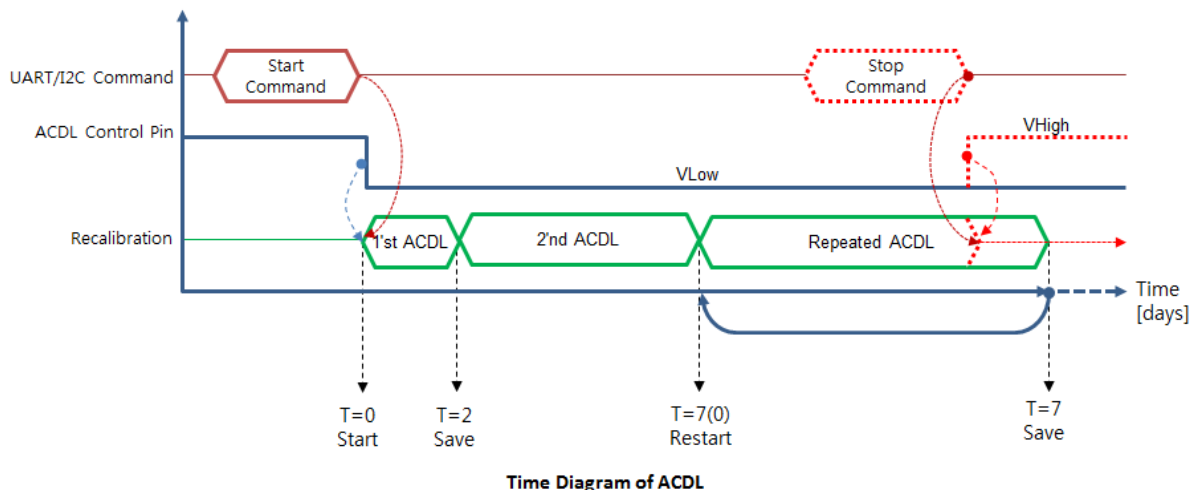 UART/I2C Command
Start
Command
Stop
Command
ACDL Control Pin
VHigh
VLow
Recalibration
1'st ACDL
2'nd ACDL
Repeated ACDL
Time
[days]
T=0
Start
T=2
Save
T=7(0)
Restart
T=7
Save
Time Diagram of ACDL